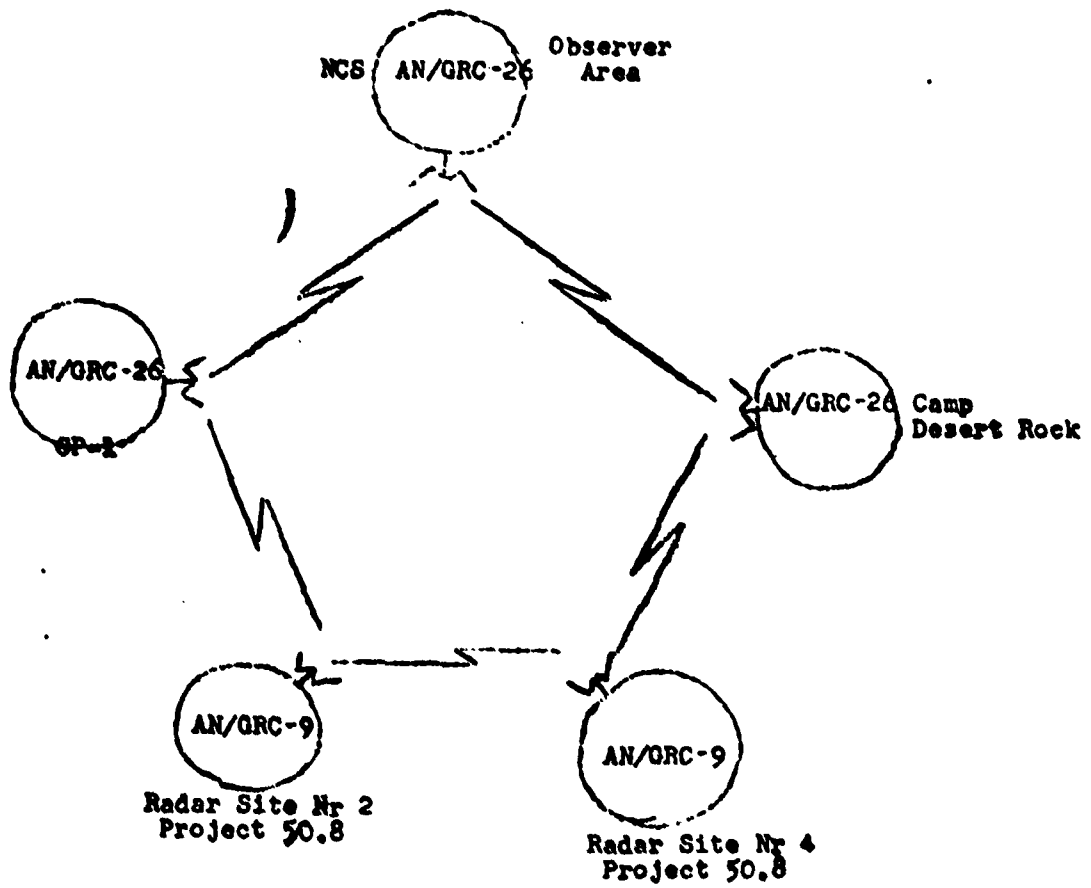 Observer
Area
NCS
AN/GRC-26
AN/GRC-26
AN/GRC-26
Camp
Desert Rock
AN/GRC-9
Radar Site Nr 2
Project 50.8
AN/GRC-9
Radar Site Nr 4
Project 50.8